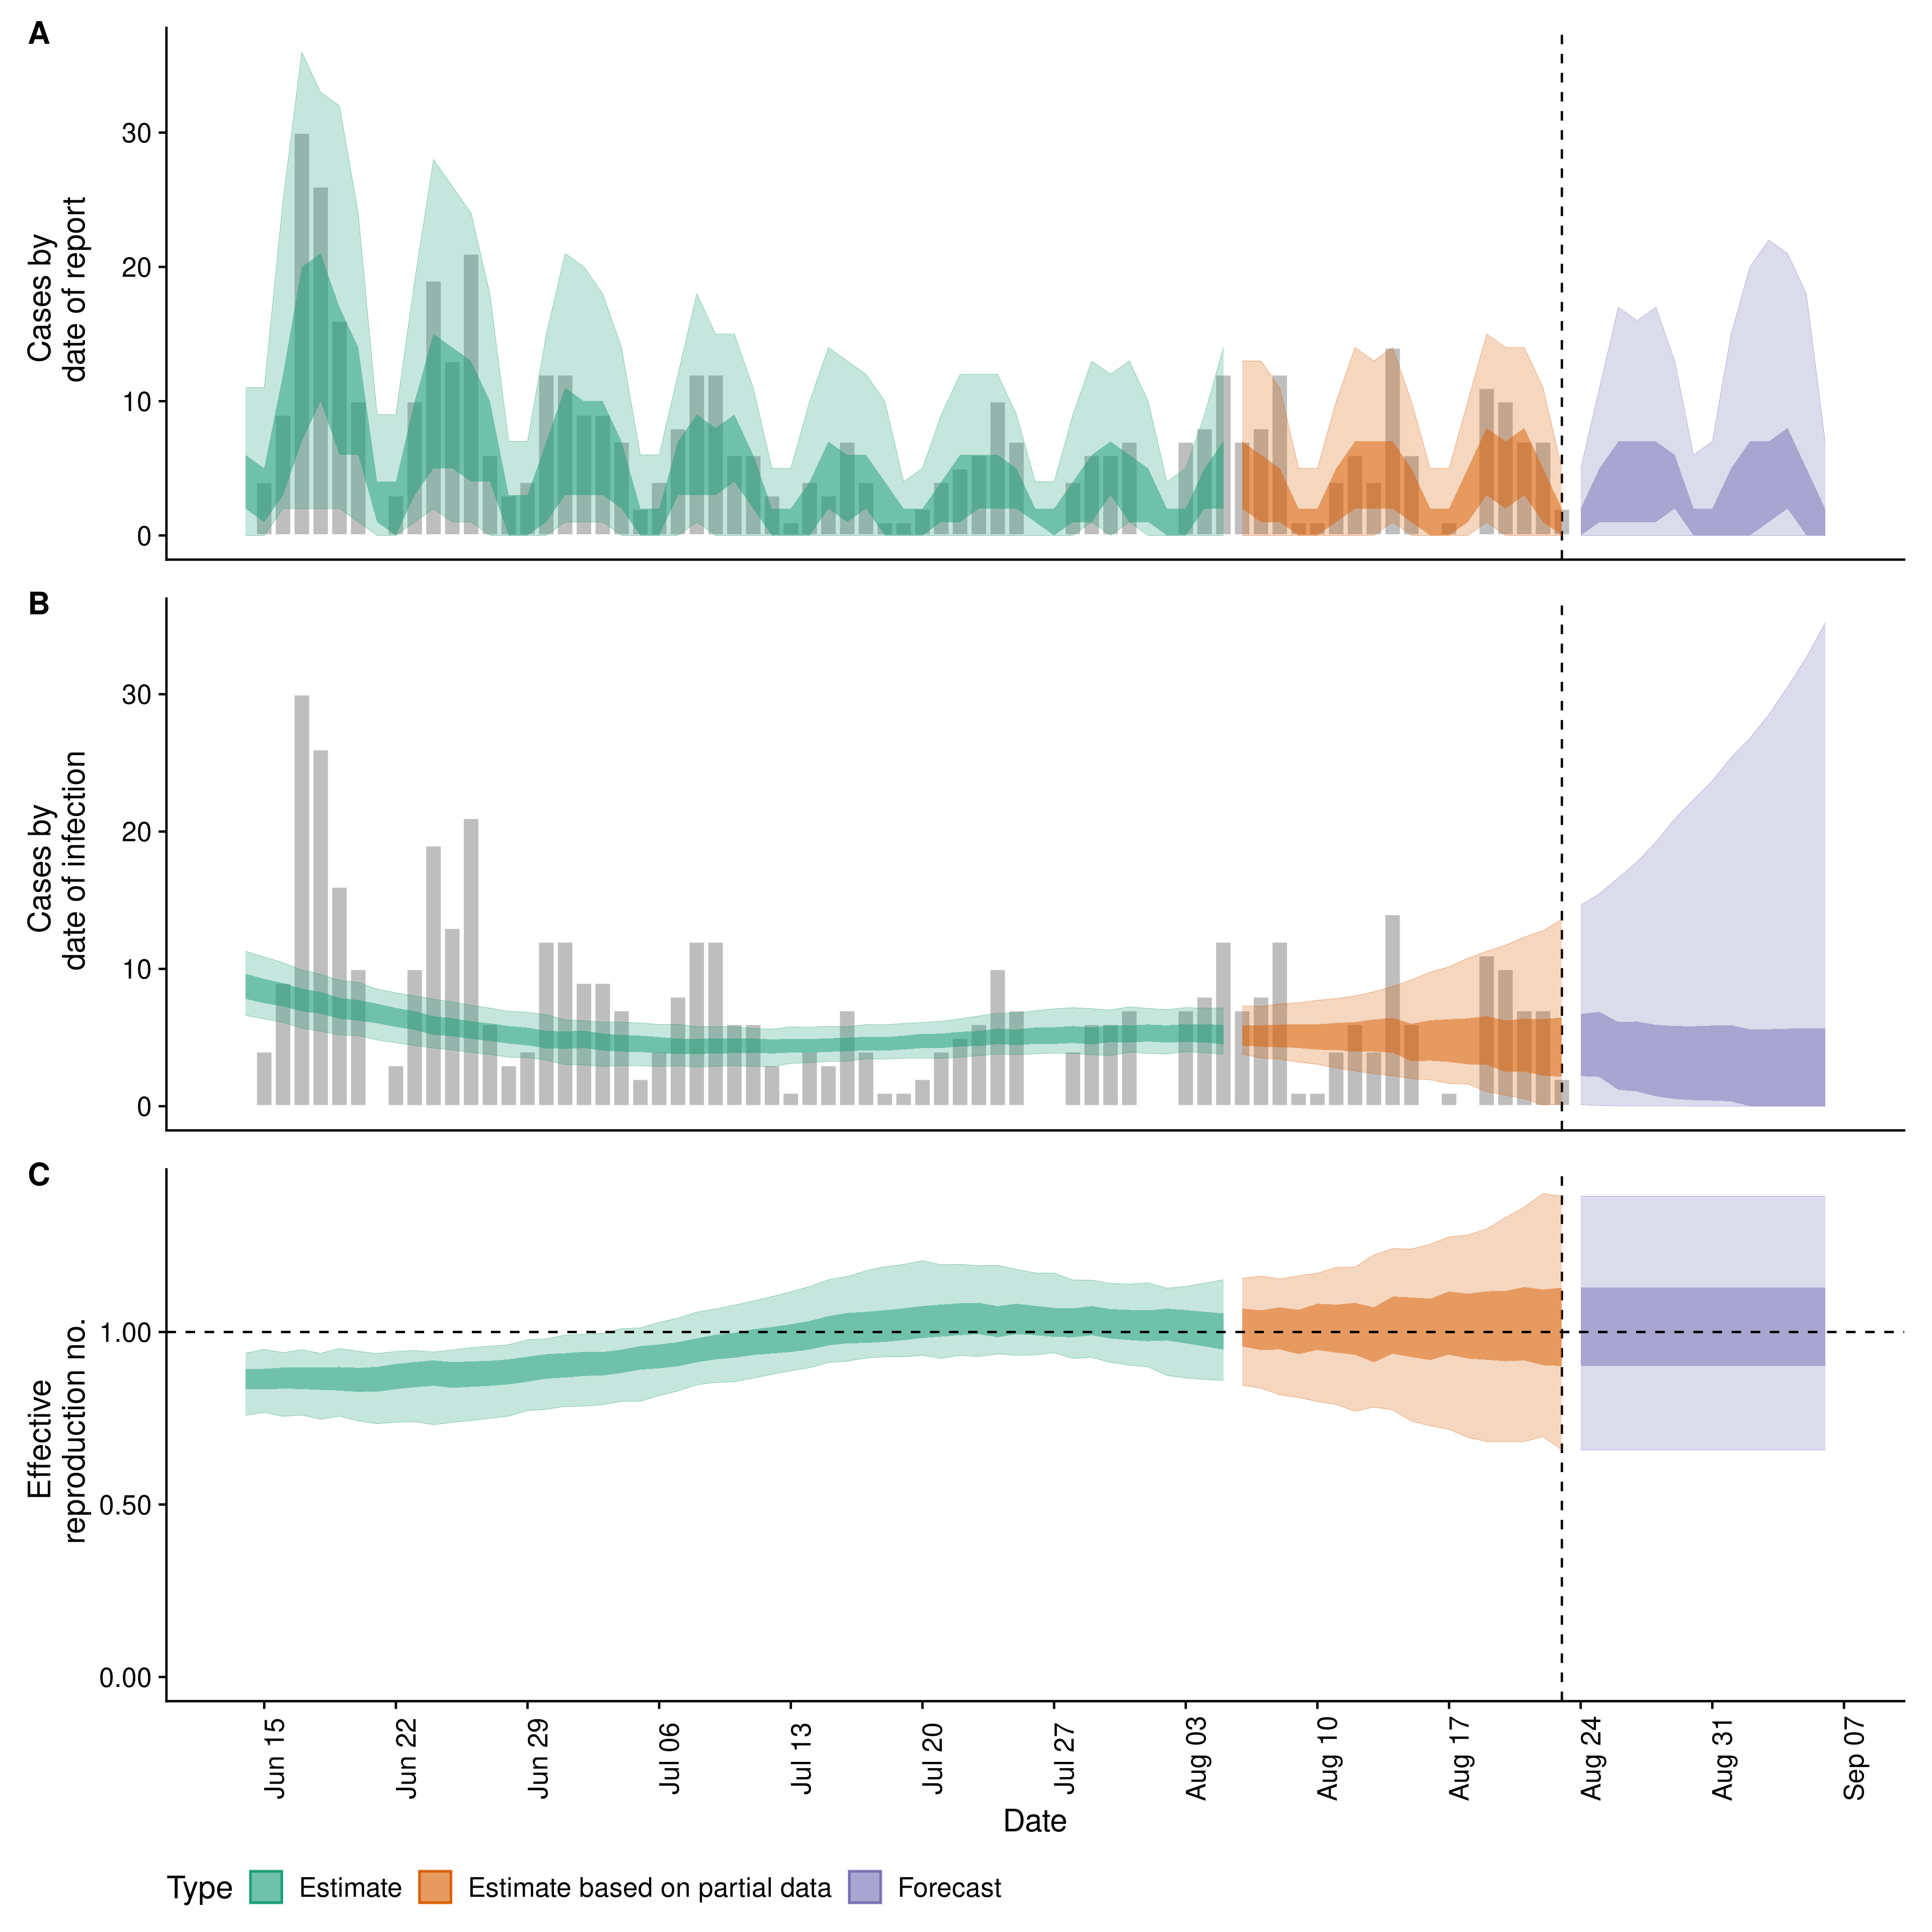 A
Cases by
date of report
30
20
10
0
B
Cases by
date of infection
30
20
10
0
C
Effective
reproduction no.
1.00
0.50
0.00
Jun 15
Jun 22
Jun 29
Jul 06
Jul 13
Jul 20
Jul 27
Aug 03
Aug 10
Aug 17
Aug 24
Aug 31
Sep 07
Date
Type
Estimate
Estimate based on partial data
Forecast